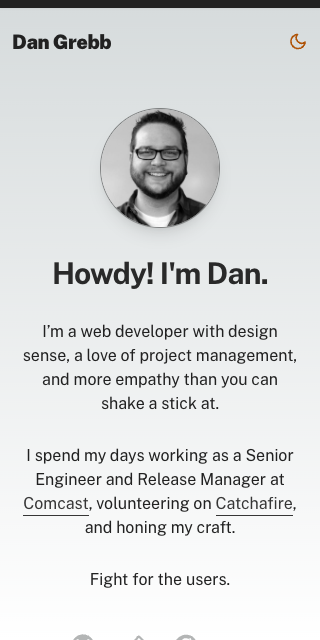 Dan Grebb
Howdy! I'm Dan.
I’m a web developer with design
sense, a love of project management,
and more empathy than you can
shake a stick at.
I spend my days working as a Senior
Engineer and Release Manager at
Comcast, volunteering on Catchafire,
and honing my craft.
Fight for the users.